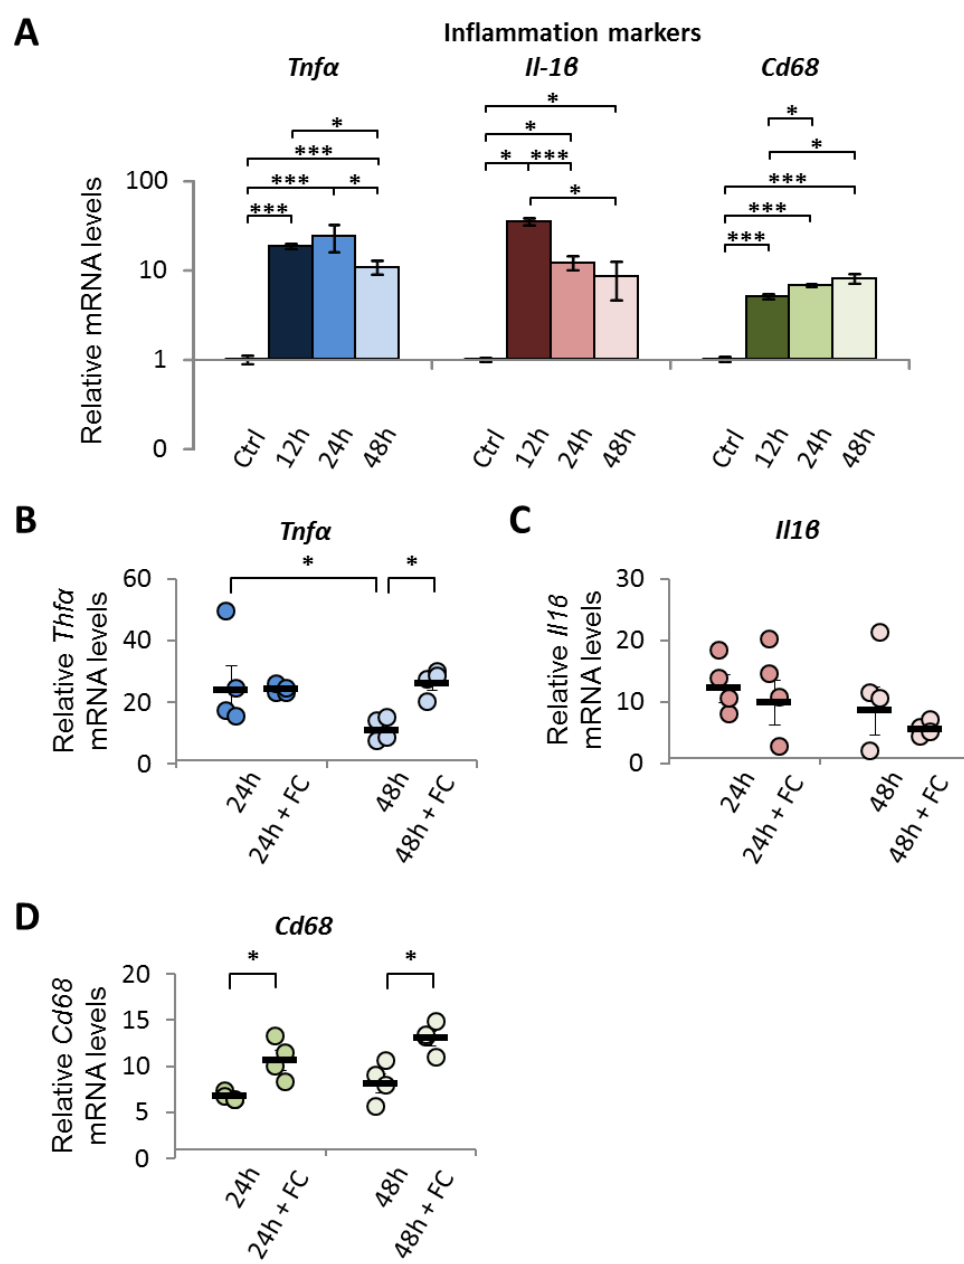 A
Inflammation markers
Tnfα Il-1β Cd68
* * *
*** * *
*** * * *** ***
*** * ***
*** ***
Relative mRNA levels
100
10
1
0
Ctrl 12h 24h 48h Ctrl 12h 24h 48h Ctrl 12h 24h 48h
B
Tnfα
* *
Relative Thfα
mRNA levels
60
40
20
0
24h 24h + FC 48h 48h + FC
C
Il1β
Relative Il1β
mRNA levels
30
20
10
0
24h 24h + FC 48h 48h + FC
D
Cd68
* *
Relative Cd68
mRNA levels
20
15
10
5
0
24h 24h + FC 48h 48h + FC